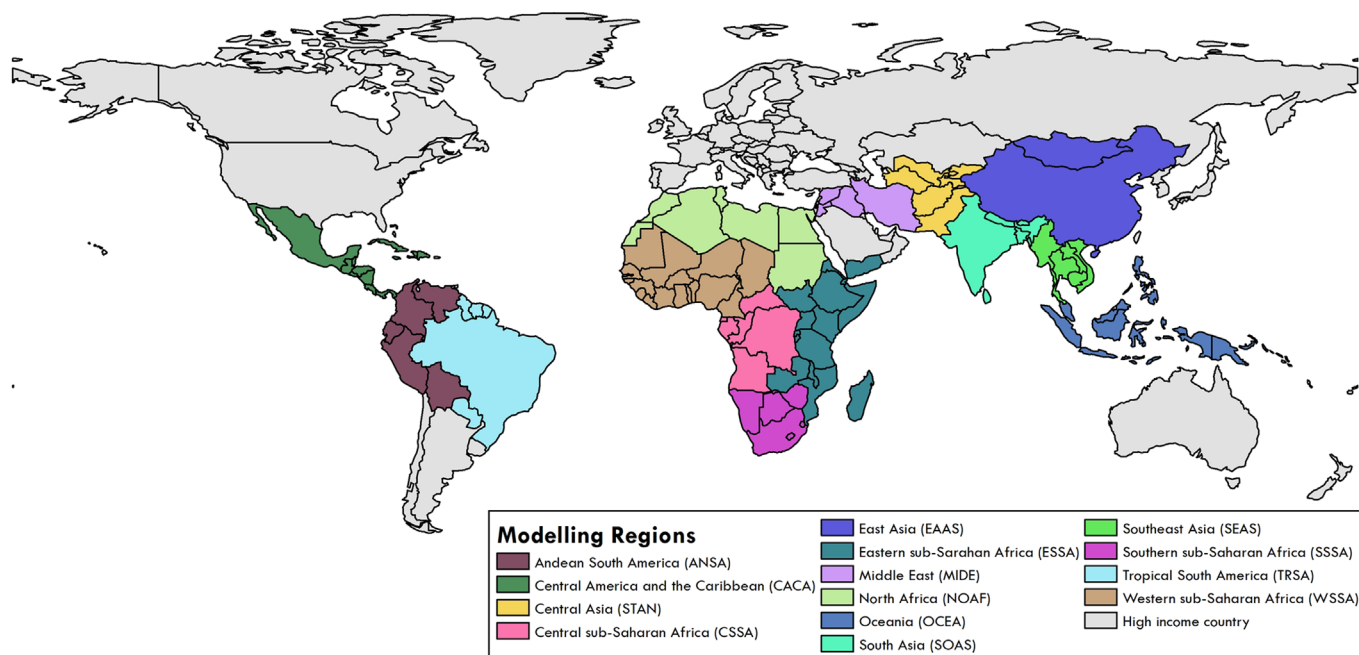 Modelling Regions
Andean South America (ANSA)
Central America and the Caribbean (CACA)
Central Asia (STAN)
Central sub-Saharan Africa (CSSA)
East Asia (EAAS)
Eastern sub-Sarahan Africa (ESSA)
Middle East (MIDE)
North Africa (NOAF)
Oceania (OCEA)
South Asia (SOAS)
Southeast Asia (SEAS)
Southern sub-Saharan Africa (SSSA)
Tropical South America (TRSA)
Western sub-Saharan Africa (WSSA)
High income country